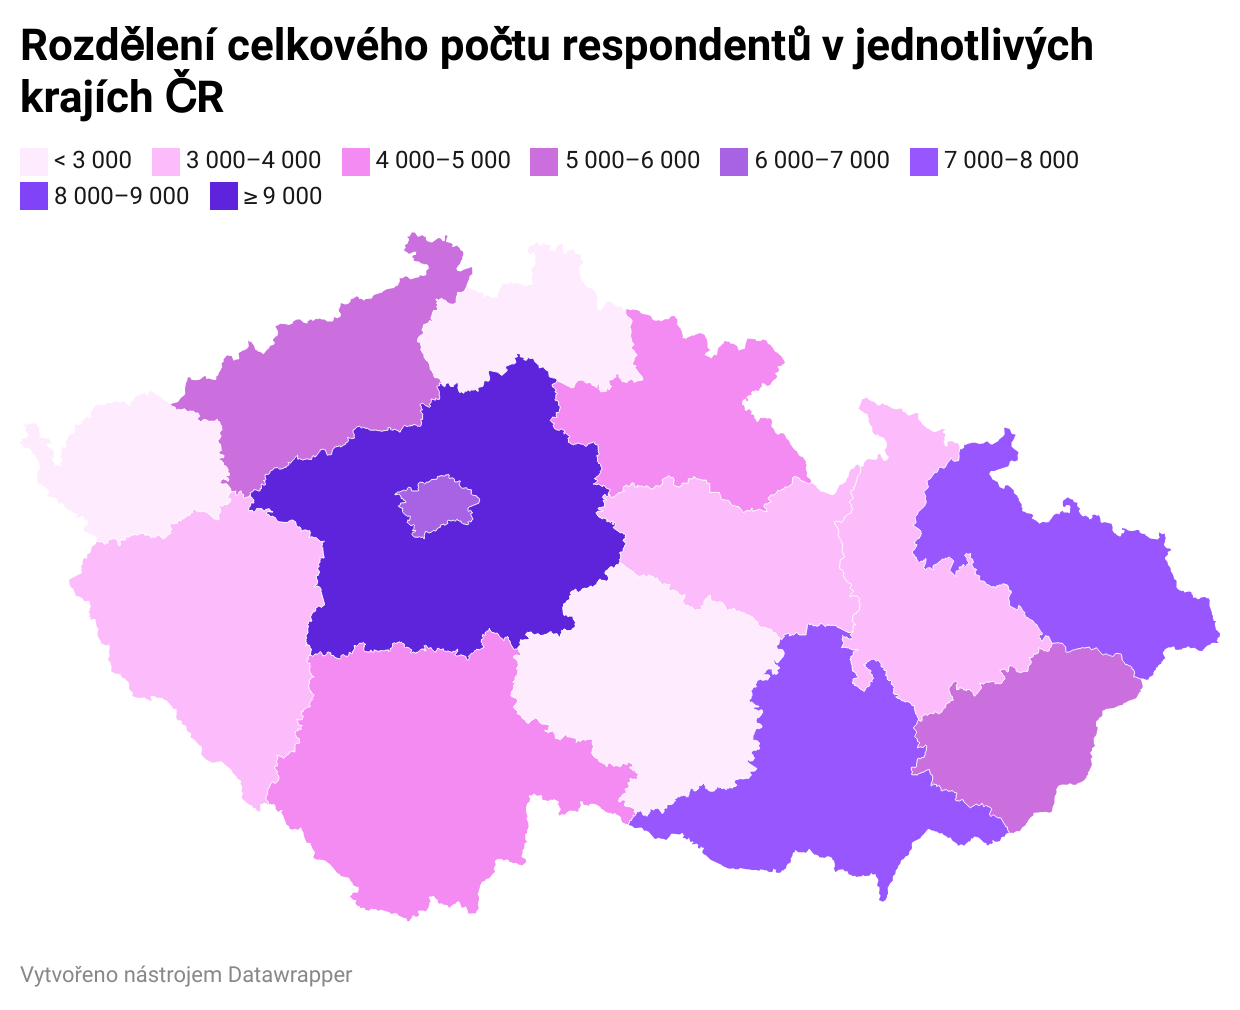 Rozdělení celkového počtu respondentů v jednotlivých
krajích ČR
< 3 000 3 000–4 000 4 000–5 000 5 000–6 000 6 000–7 000 7 000–8 000
8 000–9 000 ≥ 9 000
Vytvořeno nástrojem Datawrapper